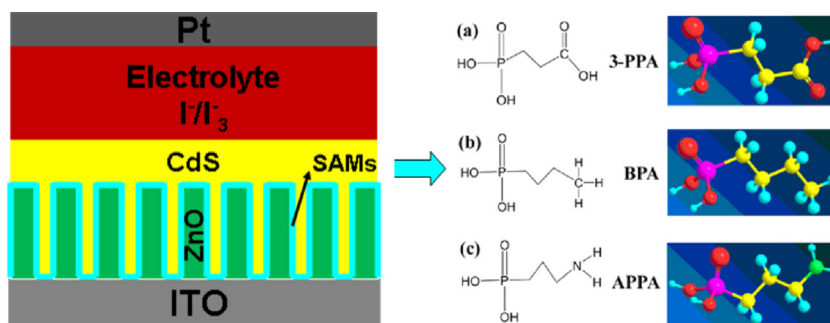 Pt
Electrolyte
I⁻/I⁻₃
CdS
SAMs
ZnO
ITO
(a)
O
O
HO
P
C
OH
OH
3-PPA
(b)
O
H
HO
P
C
H
H
OH
BPA
(c)
O
H
HO
P
N
H
OH
APPA